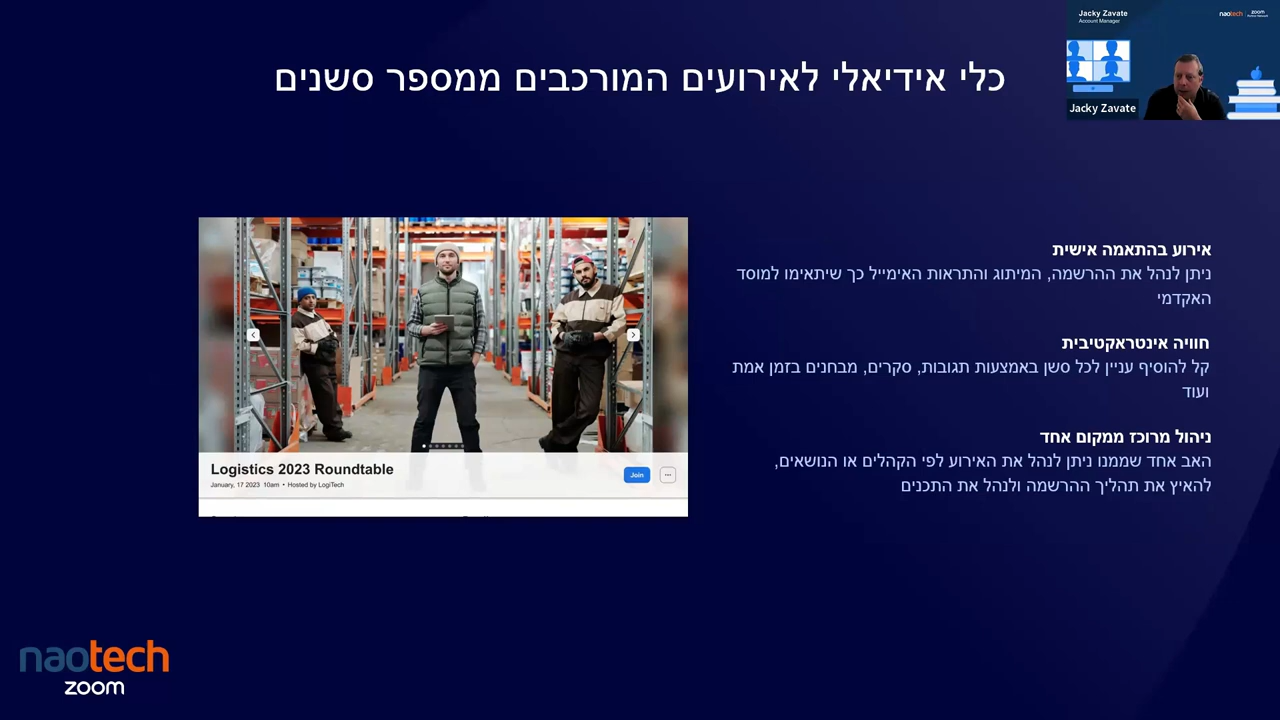 Jacky Zavate
Account Manager
naotech
zoom
Jacky Zavate
כלי אידיאלי לאירועים המורכבים ממספר סשנים
אירוע בהתאמה אישית
ניתן לנהל את ההרשמה, המיתוג והתראות האימייל כך שיתאימו למוסד
האקדמי
חוויה אינטראקטיבית
קל להוסיף עניין לכל סשן באמצעות תגובות, סקרים, מבחנים בזמן אמת
ועוד
ניהול מרוכז ממקום אחד
האב אחד שממנו ניתן לנהל את האירוע לפי הקהלים או הנושאים,
להאיץ את תהליך ההרשמה ולנהל את התכנים
Logistics 2023 Roundtable
January, 17 2023 10am • Hosted by LogiTech
Join
naotech
zoom